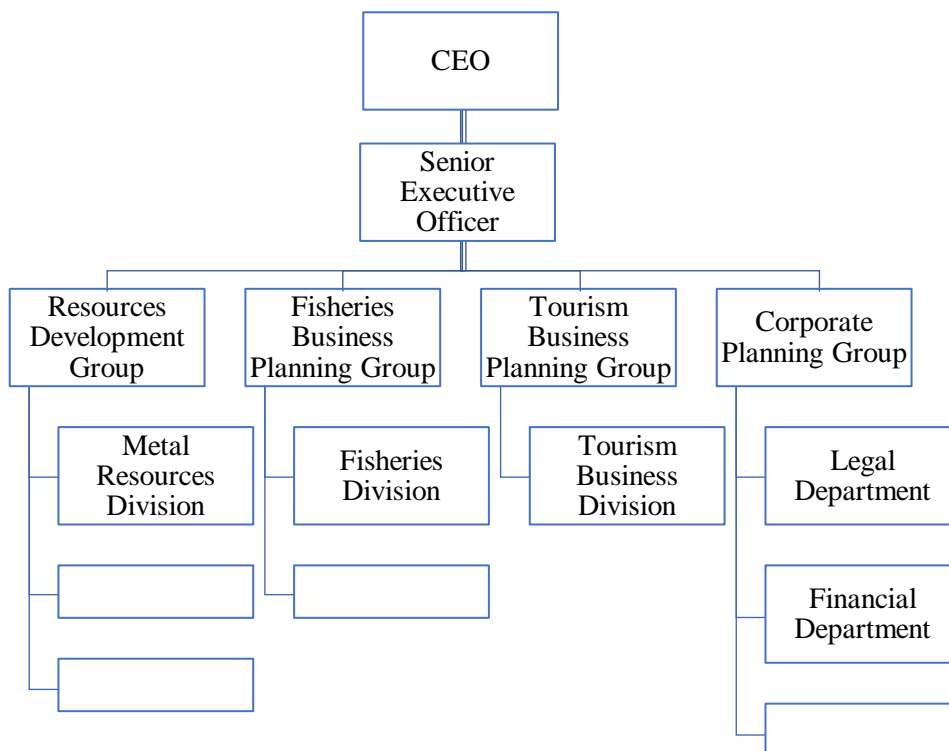 CEO
Senior
Executive
Officer
Resources
Development
Group
Fisheries
Business
Planning Group
Tourism
Business
Planning Group
Corporate
Planning Group
Metal
Resources
Division
Fisheries
Division
Tourism
Business
Division
Legal
Department
Financial
Department